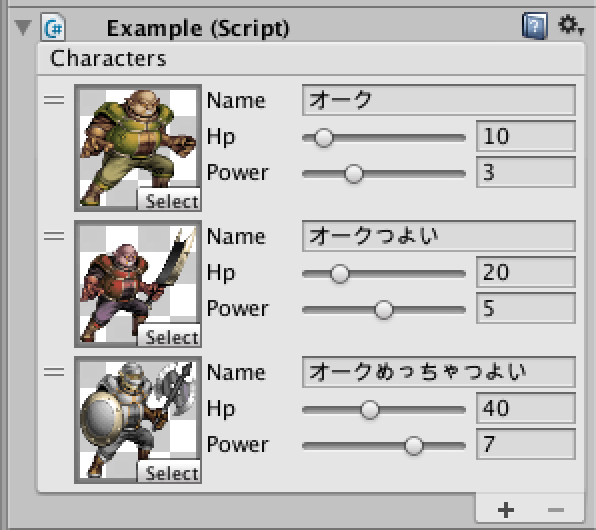 C# Example (Script) ?
Characters
Name オーク
Hp 10
Power 3
Select
Name オークつよい
Hp 20
Power 5
Select
Name オークめっちゃつよい
Hp 40
Power 7
Select
+ −